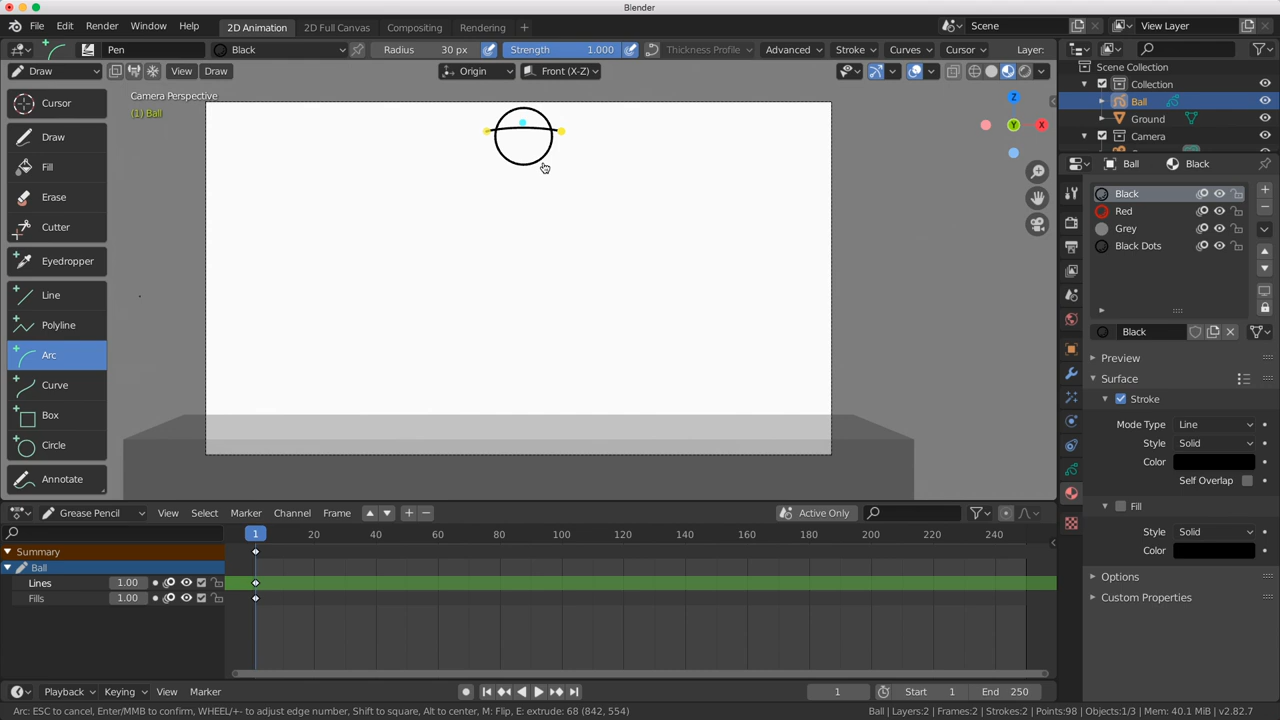 Blender
File Edit Render Window Help 2D Animation 2D Full Canvas Compositing Rendering + Scene View Layer
Pen Black Radius 30 px Strength 1.000 Thickness Profile Advanced Stroke Curves Cursor Layer:
Draw View Draw Origin Front (X-Z)
Scene Collection
Collection
Ball
Ground
Camera
Camera Perspective
(1) Ball
Z
X
Y
Cursor
Draw
Fill
Erase
Cutter
Eyedropper
Line
Polyline
Arc
Curve
Box
Circle
Annotate
Ball Black
Black
Red
Grey
Black Dots
Black
Preview
Surface
Stroke
Mode Type Line
Style Solid
Color
Self Overlap
Fill
Style Solid
Color
Options
Custom Properties
Grease Pencil View Select Marker Channel Frame Active Only
1 20 40 60 80 100 120 140 160 180 200 220 240
Summary
Ball
Lines 1.00
Fills 1.00
Playback Keying View Marker 1 Start 1 End 250
Arc: ESC to cancel, Enter/MMB to confirm, WHEEL/+- to adjust edge number, Shift to square, Alt to center, M: Flip, E: extrude: 68 (842, 554) Ball | Layers:2 | Frames:2 | Strokes:2 | Points:98 | Objects:1/3 | Mem: 40.1 MiB | v2.82.7